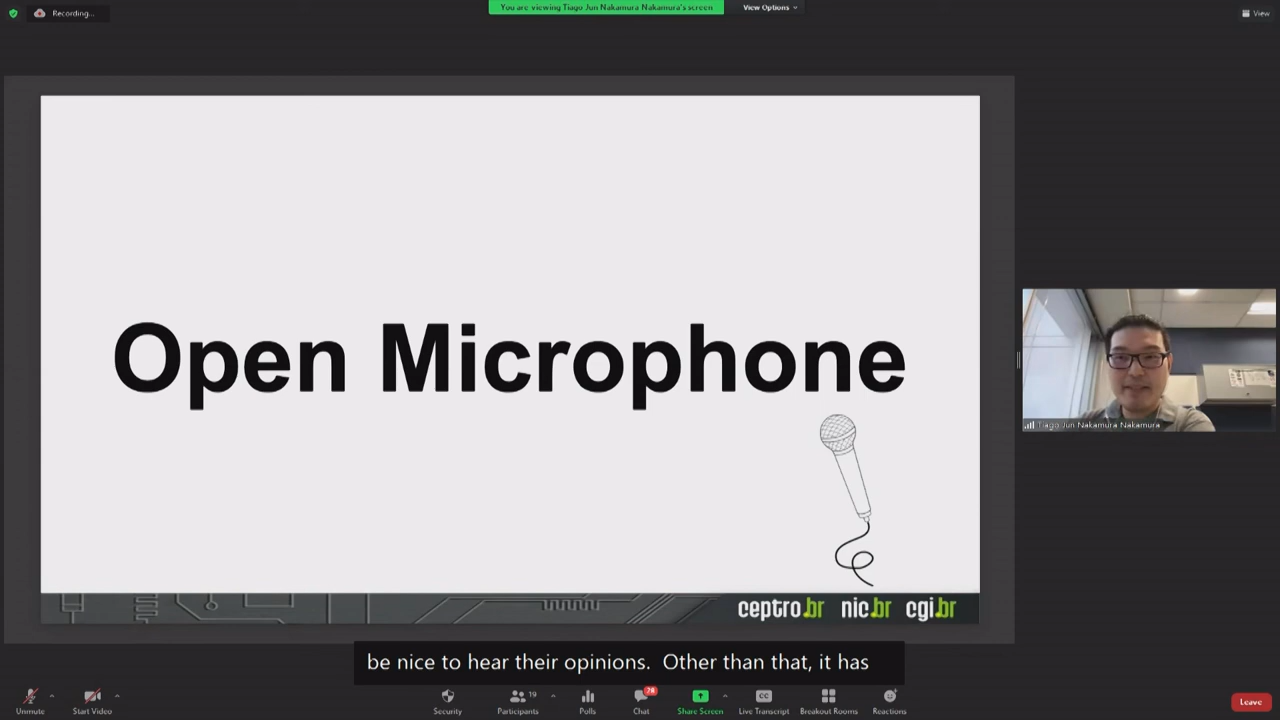 Recording...
You are viewing Tiago Jun Nakamura Nakamura's screen
View Options
View
Open Microphone
Tiago Jun Nakamura Nakamura
ceptro.br nic.br cgi.br
be nice to hear their opinions. Other than that, it has
Unmute
Start Video
Security
Participants 19
Polls
Chat 28
Share Screen
CC
Live Transcript
Breakout Rooms
Reactions
Leave